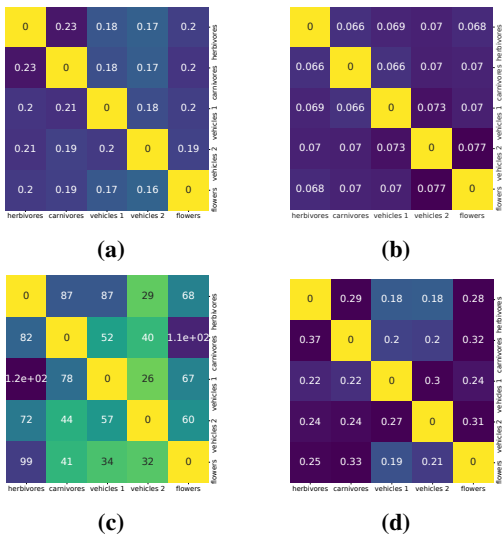 0 0.23 0.18 0.17 0.2 herbivores
0.23 0 0.18 0.17 0.2 carnivores
0.2 0.21 0 0.18 0.2 vehicles 1
0.21 0.19 0.2 0 0.19 vehicles 2
0.2 0.19 0.17 0.16 0 flowers
herbivores carnivores vehicles 1 vehicles 2 flowers
(a)
0 0.066 0.069 0.07 0.068 herbivores
0.066 0 0.066 0.07 0.07 carnivores
0.069 0.066 0 0.073 0.07 vehicles 1
0.07 0.07 0.073 0 0.077 vehicles 2
0.068 0.07 0.07 0.077 0 flowers
herbivores carnivores vehicles 1 vehicles 2 flowers
(b)
0 87 87 29 68 herbivores
82 0 52 40 1.1e+02 carnivores
1.2e+02 78 0 26 67 vehicles 1
72 44 57 0 60 vehicles 2
99 41 34 32 0 flowers
herbivores carnivores vehicles 1 vehicles 2 flowers
(c)
0 0.29 0.18 0.18 0.28 herbivores
0.37 0 0.2 0.2 0.32 carnivores
0.22 0.22 0 0.3 0.24 vehicles 1
0.24 0.24 0.27 0 0.31 vehicles 2
0.25 0.33 0.19 0.21 0 flowers
herbivores carnivores vehicles 1 vehicles 2 flowers
(d)